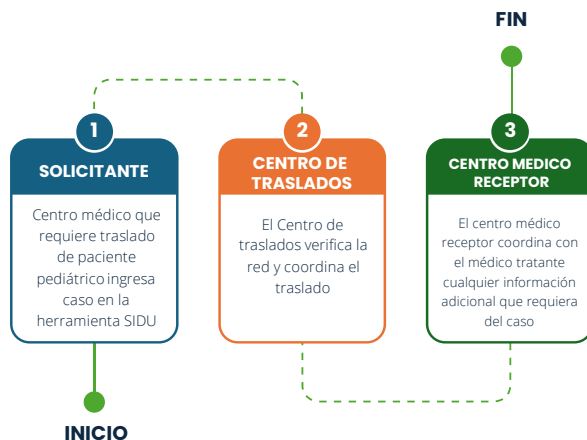 FIN
1
SOLICITANTE
Centro médico que
requiere traslado
de paciente
pediátrico ingresa
caso en la
herramienta SIDU
2
CENTRO DE
TRASLADOS
El Centro de
traslados verifica la
red y coordina el
traslado
3
CENTRO MEDICO
RECEPTOR
El centro médico
receptor coordina con
el médico tratante
cualquier información
adicional que requiera
del caso
INICIO